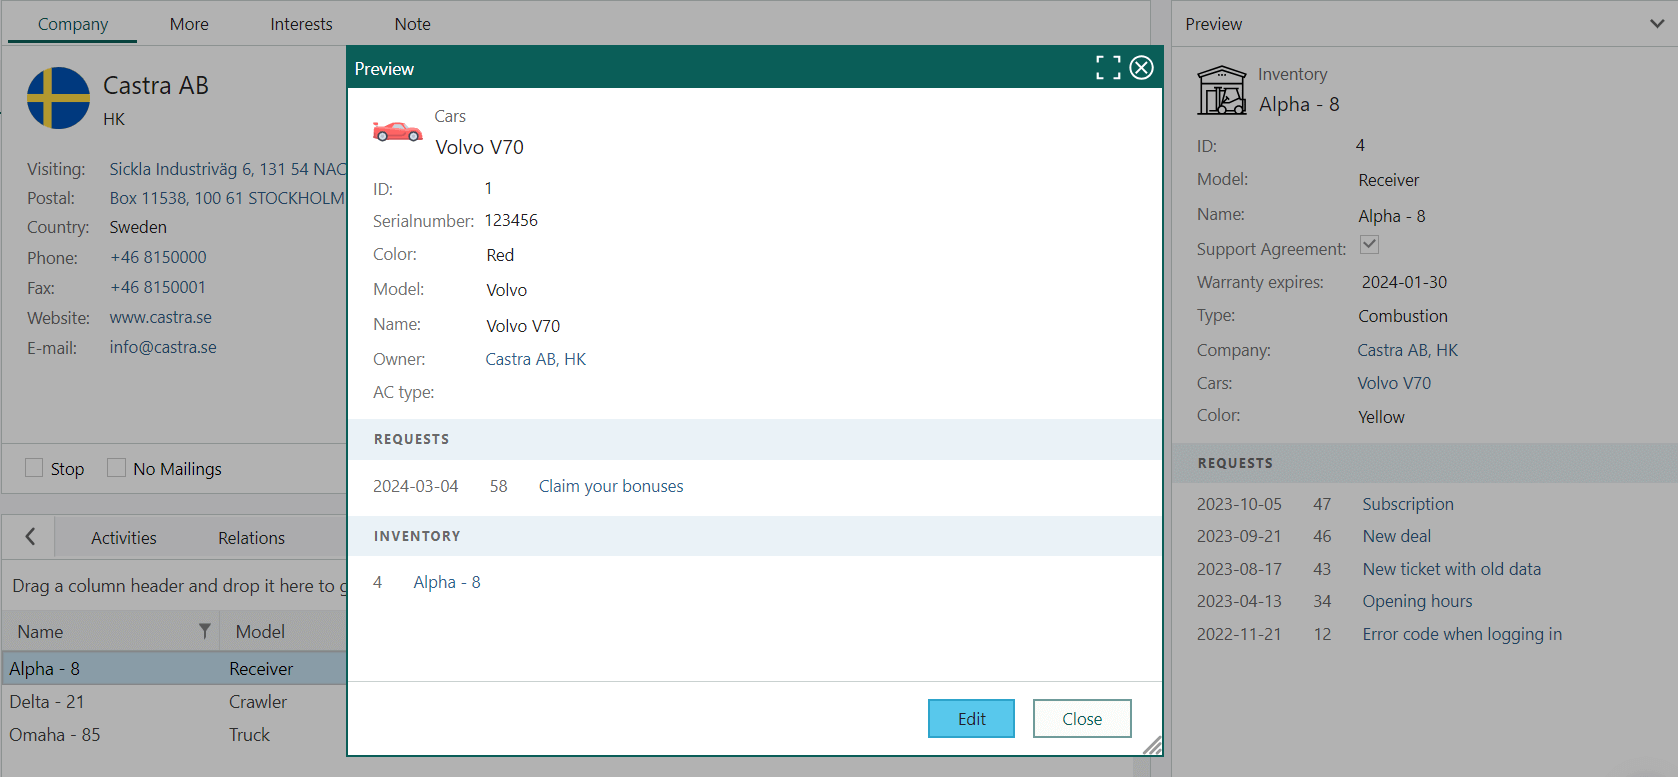 Company More Interests Note
Castra AB
HK
Visiting: Sickla Industriväg 6, 131 54 NAC
Postal: Box 11538, 100 61 STOCKHOLM
Country: Sweden
Phone: +46 8150000
Fax: +46 8150001
Website: www.castra.se
E-mail: info@castra.se
Stop No Mailings
Activities Relations
Drag a column header and drop it here to g
Name Model
Alpha - 8 Receiver
Delta - 21 Crawler
Omaha - 85 Truck
Preview
Cars
Volvo V70
ID: 1
Serialnumber: 123456
Color: Red
Model: Volvo
Name: Volvo V70
Owner: Castra AB, HK
AC type:
REQUESTS
2024-03-04 58 Claim your bonuses
INVENTORY
4 Alpha - 8
Edit Close
Preview
Inventory
Alpha - 8
ID: 4
Model: Receiver
Name: Alpha - 8
Support Agreement:
Warranty expires: 2024-01-30
Type: Combustion
Company: Castra AB, HK
Cars: Volvo V70
Color: Yellow
REQUESTS
2023-10-05 47 Subscription
2023-09-21 46 New deal
2023-08-17 43 New ticket with old data
2023-04-13 34 Opening hours
2022-11-21 12 Error code when logging in